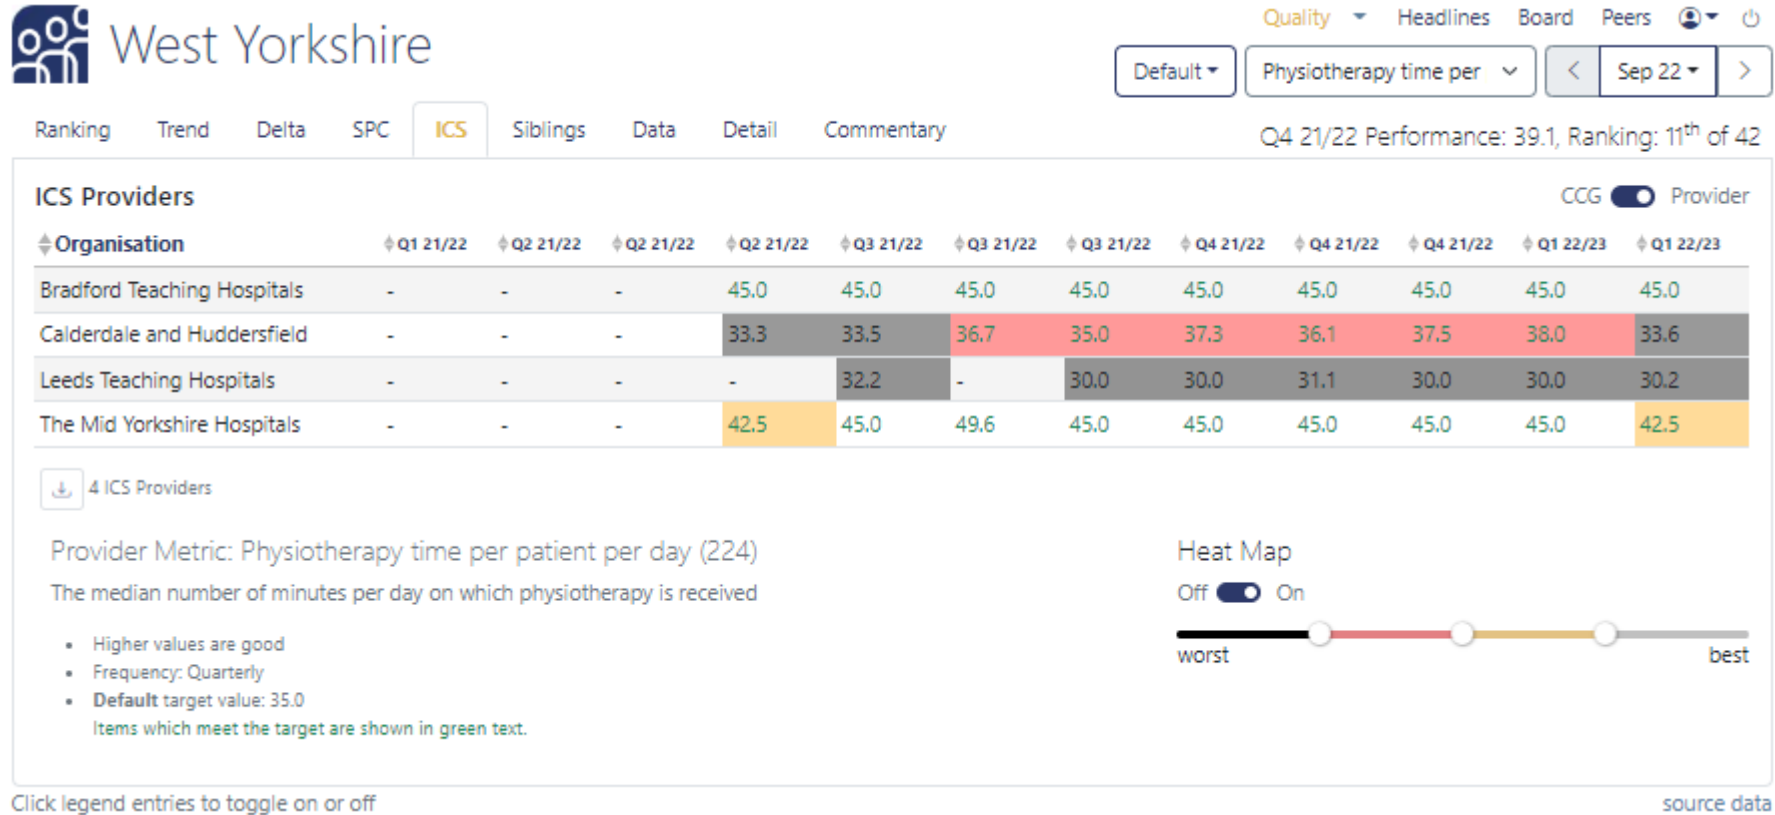 West Yorkshire
Quality Headlines Board Peers
Default Physiotherapy time per Sep 22
Ranking Trend Delta SPC ICS Siblings Data Detail Commentary
Q4 21/22 Performance: 39.1, Ranking: 11th of 42
ICS Providers
CCG Provider
Organisation Q1 21/22 Q2 21/22 Q2 21/22 Q2 21/22 Q3 21/22 Q3 21/22 Q3 21/22 Q4 21/22 Q4 21/22 Q4 21/22 Q1 22/23 Q1 22/23
Bradford Teaching Hospitals - - - 45.0 45.0 45.0 45.0 45.0 45.0 45.0 45.0 45.0
Calderdale and Huddersfield - - - 33.3 33.5 36.7 35.0 37.3 36.1 37.5 38.0 33.6
Leeds Teaching Hospitals - - - - 32.2 - 30.0 30.0 31.1 30.0 30.0 30.2
The Mid Yorkshire Hospitals - - - 42.5 45.0 49.6 45.0 45.0 45.0 45.0 45.0 42.5
4 ICS Providers
Provider Metric: Physiotherapy time per patient per day (224)
The median number of minutes per day on which physiotherapy is received
• Higher values are good
• Frequency: Quarterly
• Default target value: 35.0
Items which meet the target are shown in green text.
Heat Map
Off On
worst best
Click legend entries to toggle on or off
source data